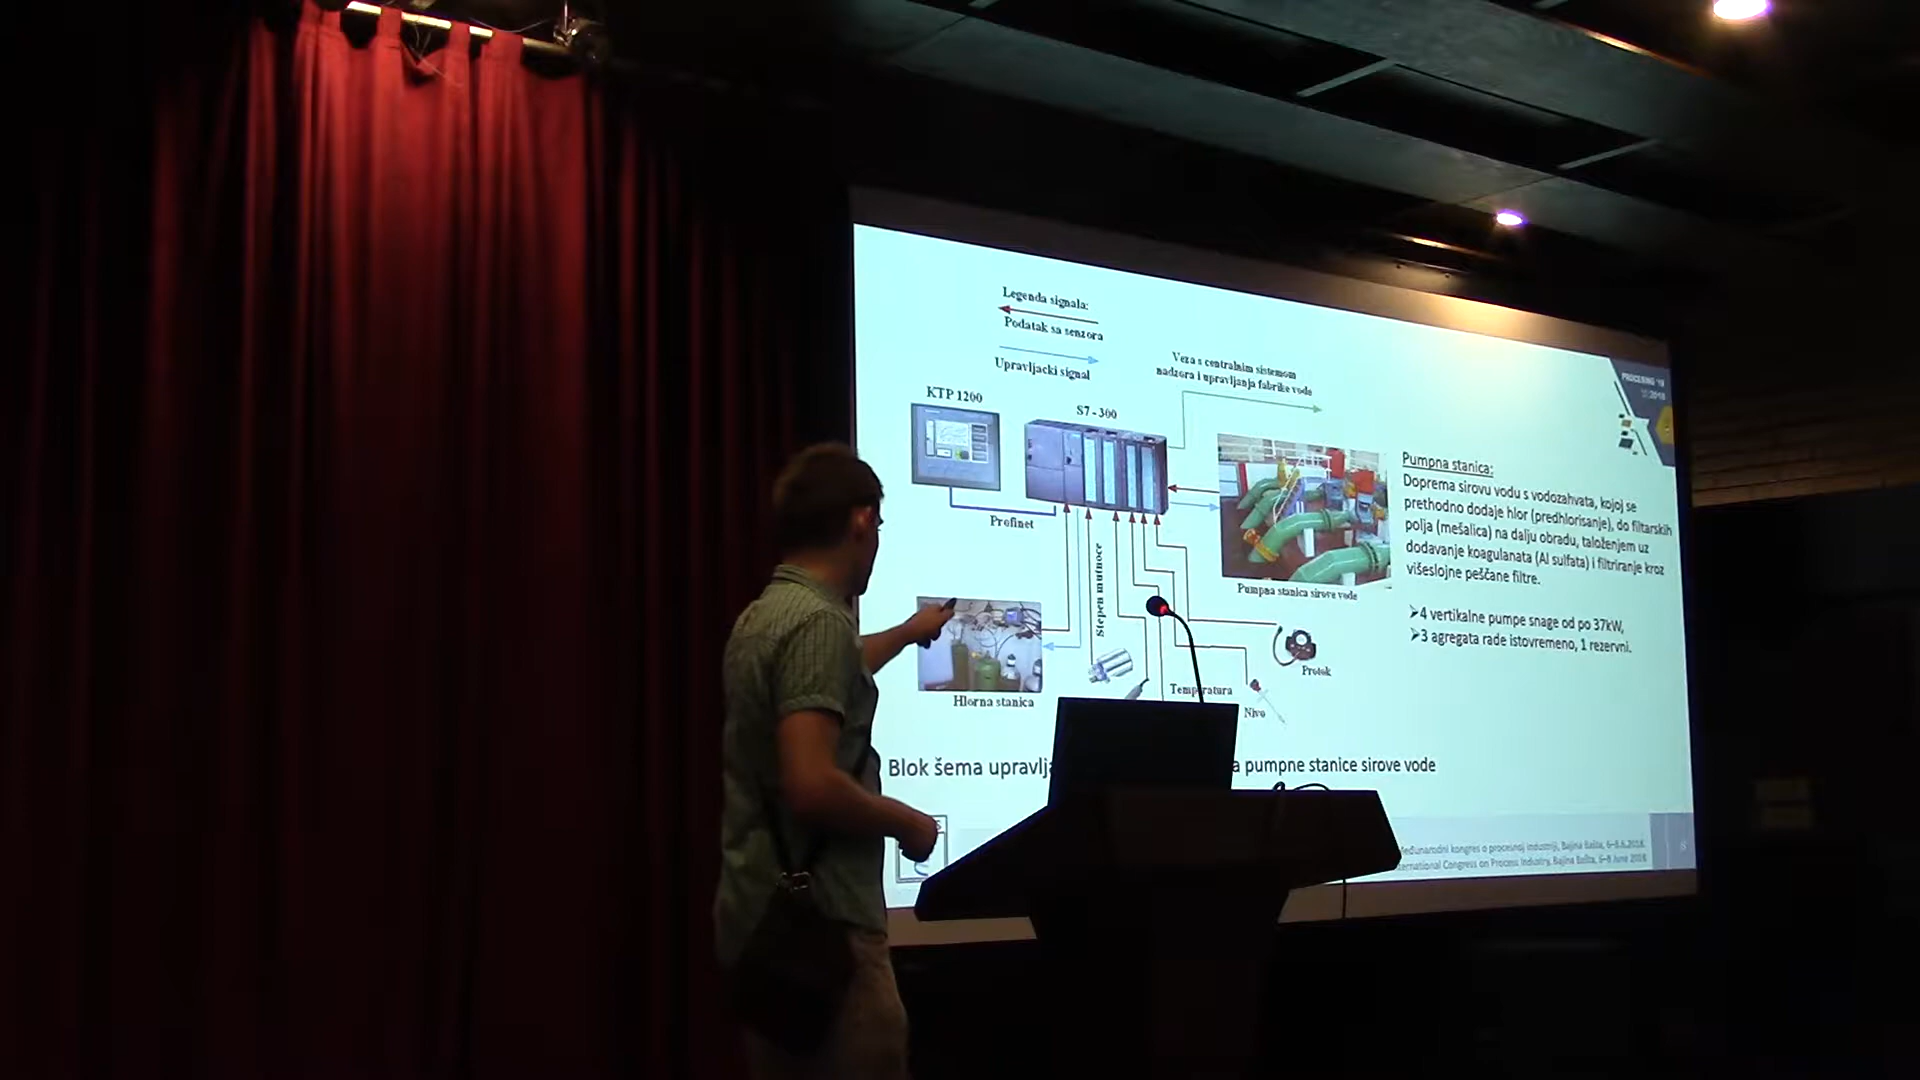 Legenda signala:
Podatak sa senzora
Upravljacki signal
Veza s centralnim sistemom
nadzora i upravljanja fabrike vode
PROCESING '18
KTP 1200
S7 - 300
Profinet
Stepen mutnoce
Pumpna stanica sirove vode
Protok
Temperatura
Nivo
Hlorna stanica
Pumpna stanica:
Doprema sirovu vodu s vodozahvata, kojoj se
prethodno dodaje hlor (predhlorisanje), do filtarskih
polja (mešalica) na dalju obradu, taloženjem uz
dodavanje koagulanata (Al sulfata) i filtriranje kroz
višeslojne peščane filtre.
➢4 vertikalne pumpe snage od po 37kW,
➢3 agregata rade istovremeno, 1 rezervni.
Blok šema upravlja a pumpne stanice sirove vode
Međunarodni kongres o procesnoj industriji, Bajina Bašta, 6–8.6.2018.
ternational Congress on Process Industry, Bajina Bašta, 6–8 June 2018
8